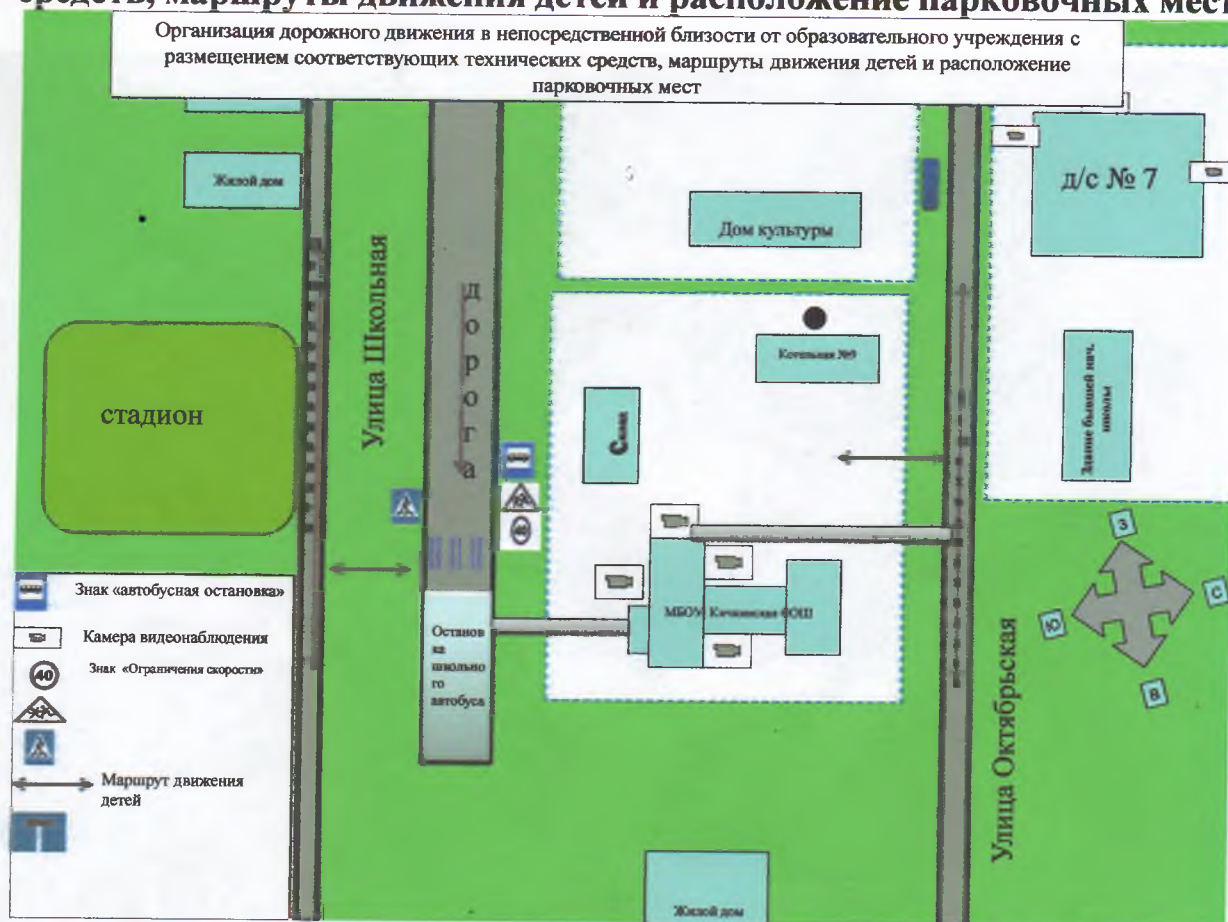 средств, маршруты движения детей и расположение парковочных мест
Организация дорожного движения в непосредственной близости от образовательного учреждения с
размещением соответствующих технических средств, маршруты движения детей и расположение
парковочных мест
Жилой дом
Улица Школьная
дорога
Дом культуры
д/с № 7
Котельная №9
Здание бывшей нач.
школы
стадион
40
МБОУ СОШ
Останов
ка
школьно
го
автобуса
З
С
Ю
В
Улица Октябрьская
Знак «автобусная остановка»
Камера видеонаблюдения
40
Знак «Ограничения скорости»
Маршрут движения
детей
Жилой дом